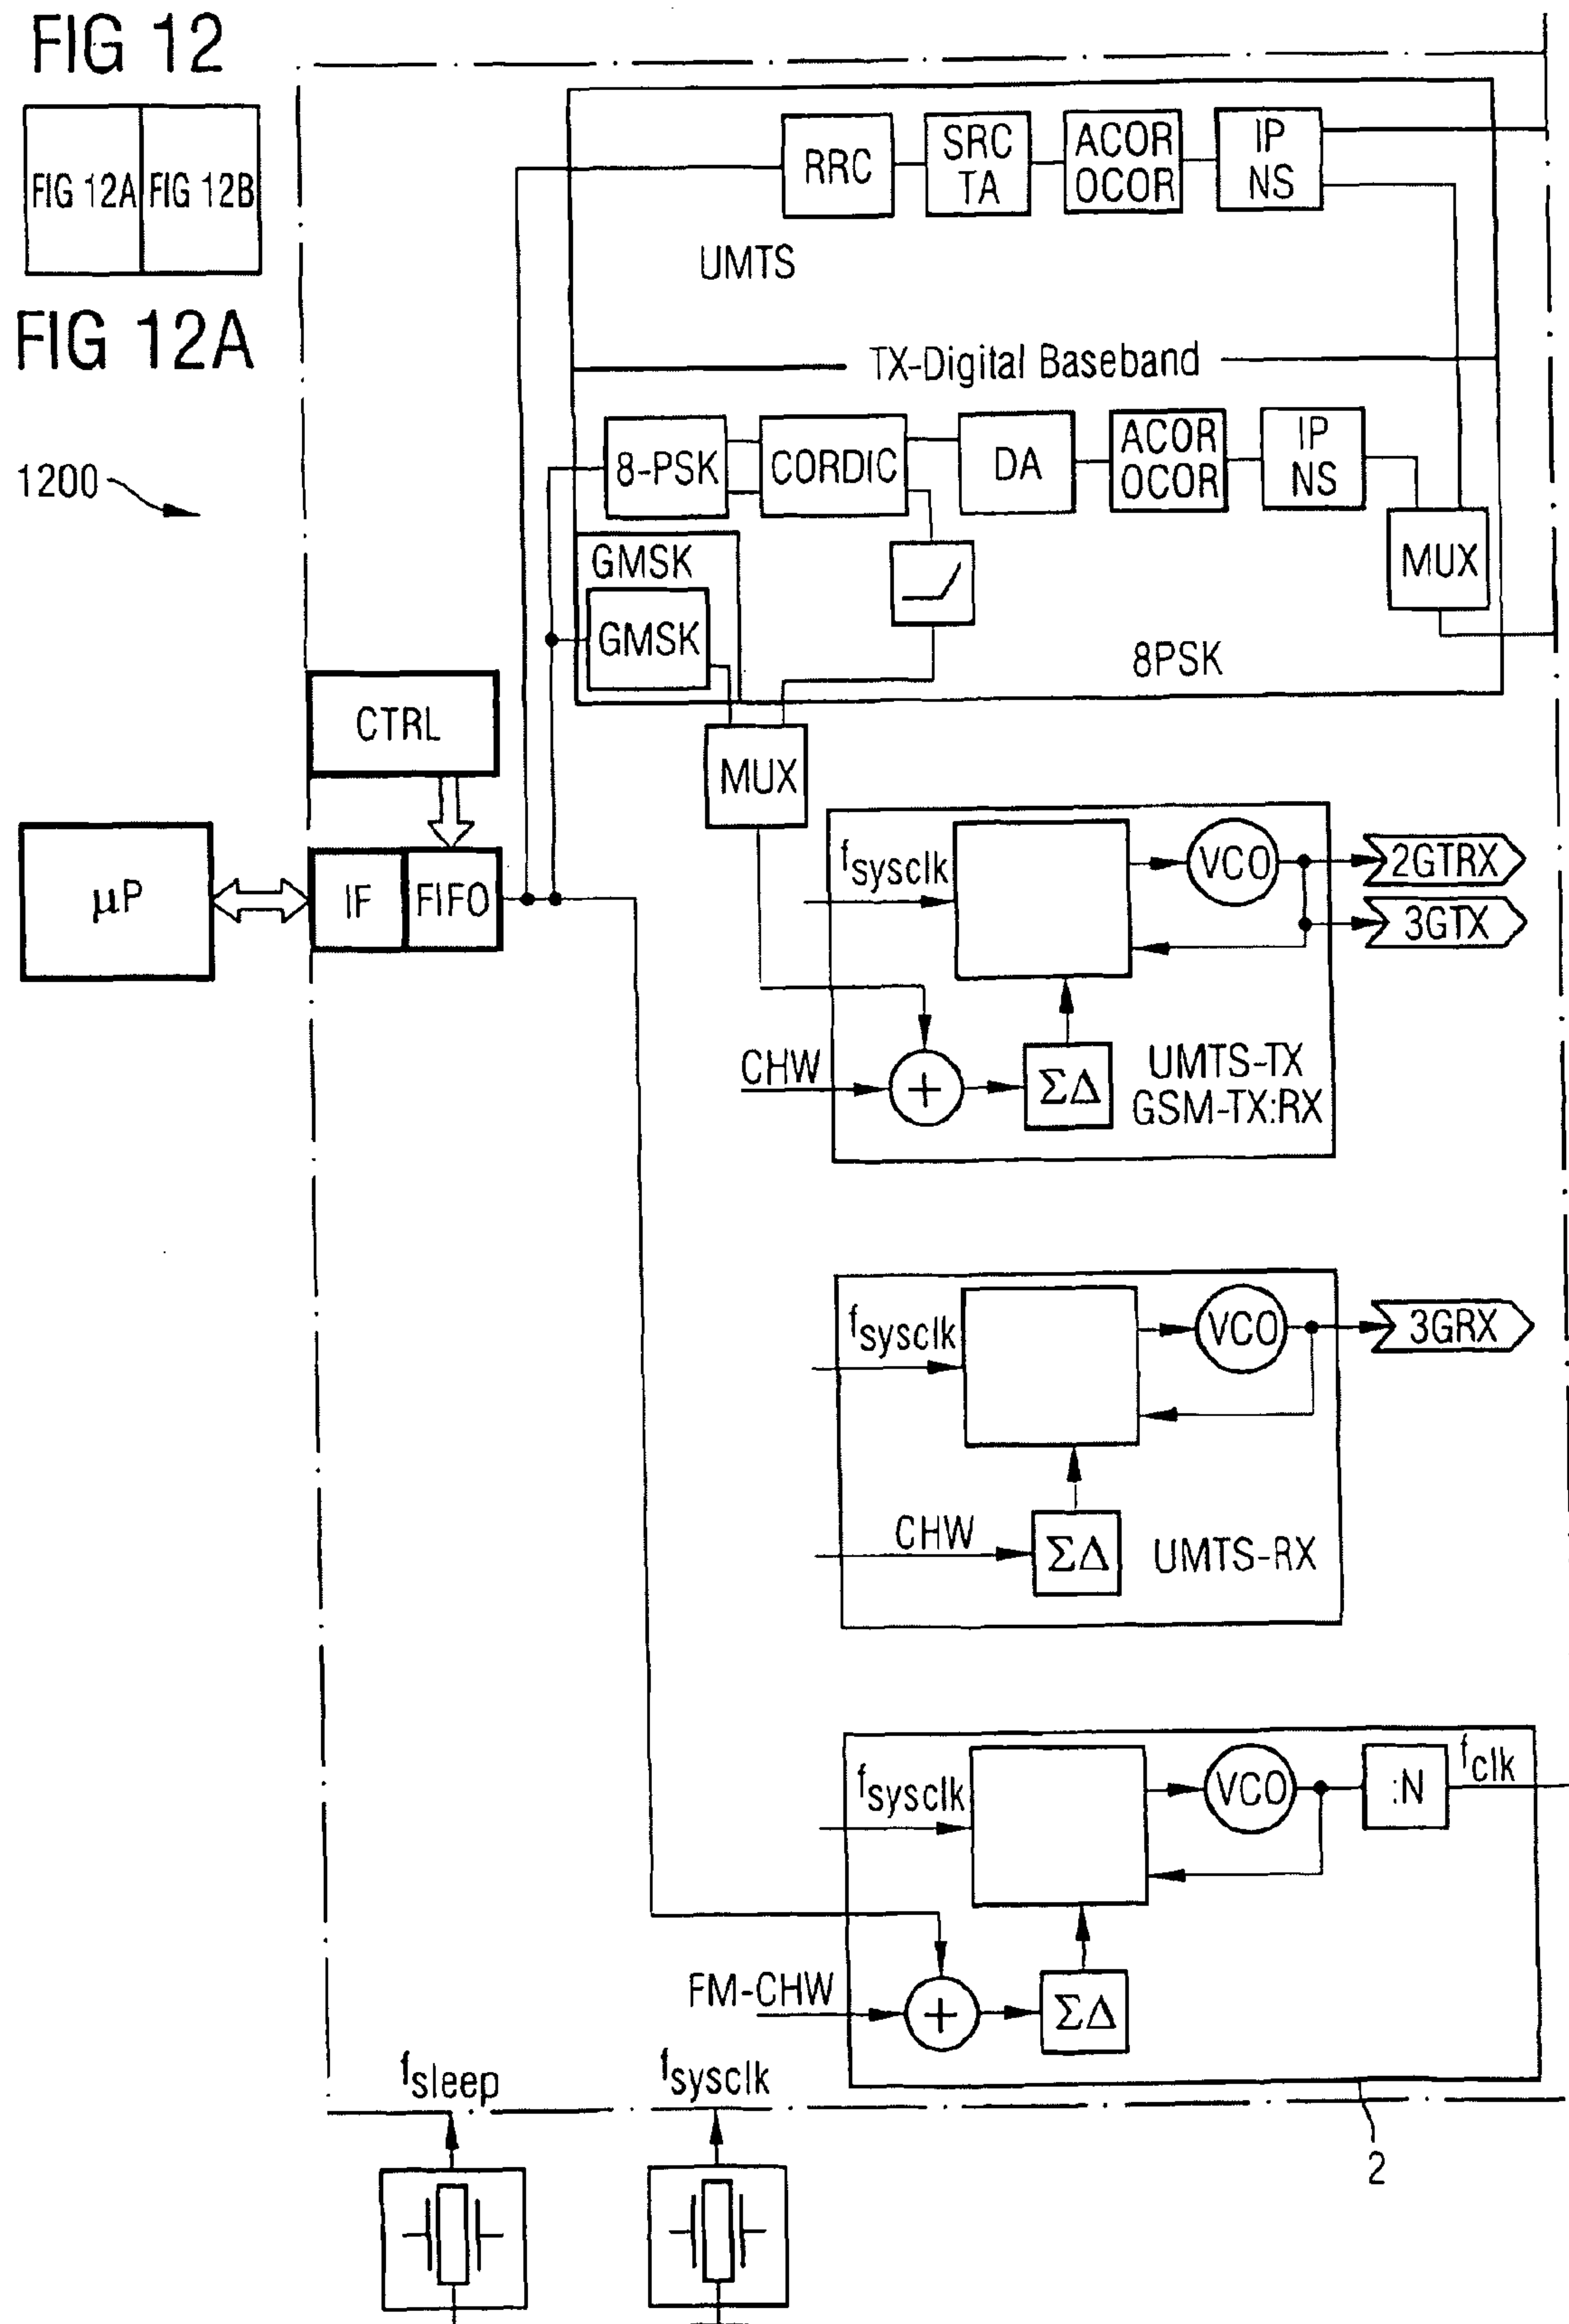 FIG 12
FIG 12A FIG 12B
FIG 12A
1200
RRC
SRC
TA
ACOR
OCOR
IP
NS
UMTS
TX-Digital Baseband
8-PSK
CORDIC
DA
ACOR
OCOR
IP
NS
MUX
GMSK
GMSK
8PSK
CTRL
MUX
μP
IF
FIFO
fsysclk
VCO
2GTRX
3GTX
CHW
+
ΣΔ
UMTS-TX
GSM-TX:RX
fsysclk
VCO
3GRX
CHW
ΣΔ
UMTS-RX
fsysclk
VCO
:N
fclk
FM-CHW
+
ΣΔ
fsleep
fsysclk
2